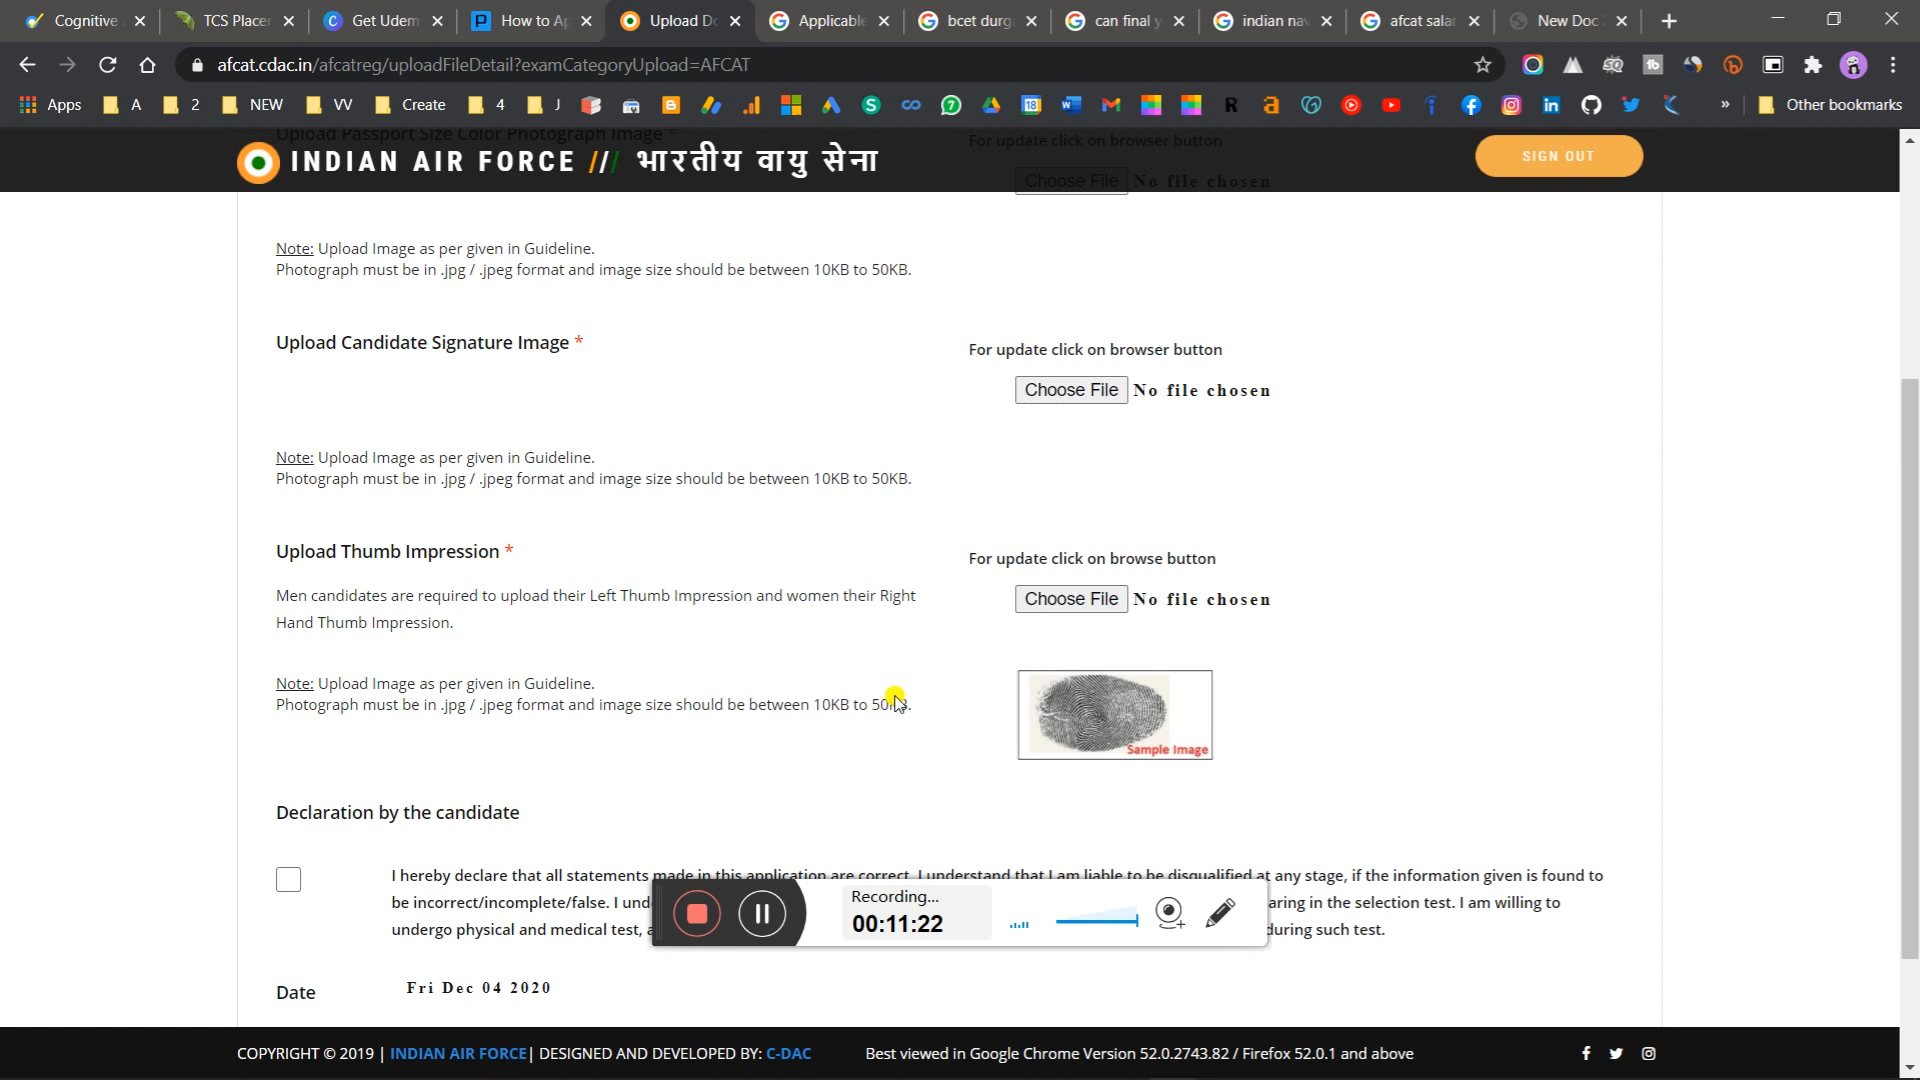 Cognitive
TCS Placer
Get Udem
How to Ap
Upload Do
Applicable
bcet durg
can final y
indian nav
afcat salar
New Doc
afcat.cdac.in/afcatreg/uploadFileDetail?examCategoryUpload=AFCAT
Apps A 2 NEW VV Create 4 J Other bookmarks
Upload Passport Size Color Photograph Image *
For update click on browser button
INDIAN AIR FORCE /// भारतीय वायु सेना
SIGN OUT
Choose File No file chosen
Note: Upload Image as per given in Guideline.
Photograph must be in .jpg / .jpeg format and image size should be between 10KB to 50KB.
Upload Candidate Signature Image *
For update click on browser button
Choose File No file chosen
Note: Upload Image as per given in Guideline.
Photograph must be in .jpg / .jpeg format and image size should be between 10KB to 50KB.
Upload Thumb Impression *
For update click on browse button
Men candidates are required to upload their Left Thumb Impression and women their Right
Hand Thumb Impression.
Choose File No file chosen
Note: Upload Image as per given in Guideline.
Photograph must be in .jpg / .jpeg format and image size should be between 10KB to
Sample Image
Declaration by the candidate
I hereby declare that all statements made in this application are correct. I understand that I am liable to be disqualified at any stage, if the information given is found to
be incorrect/incomplete/false. I
in the selection test. I am willing to
undergo physical and medical test,
during such test.
Recording...
00:11:22
Date
Fri Dec 04 2020
COPYRIGHT © 2019 | INDIAN AIR FORCE | DESIGNED AND DEVELOPED BY: C-DAC
Best viewed in Google Chrome Version 52.0.2743.82 / Firefox 52.0.1 and above